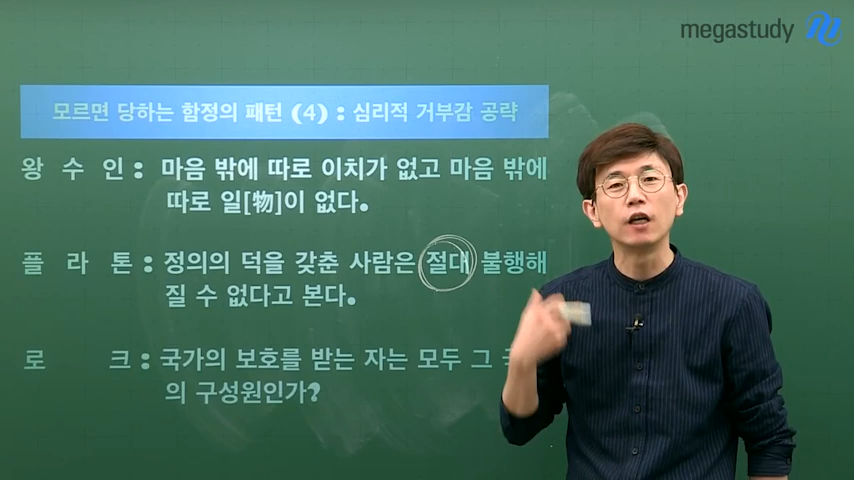 megastudy
모르면 당하는 함정의 패턴 (4) : 심리적 거부감 공략
왕 수 인 : 마음 밖에 따로 이치가 없고 마음 밖에
따로 일[物]이 없다.
플 라 톤 : 정의의 덕을 갖춘 사람은 절대 불행해
질 수 없다고 본다.
로 크 : 국가의 보호를 받는 자는 모두 그
의 구성원인가?